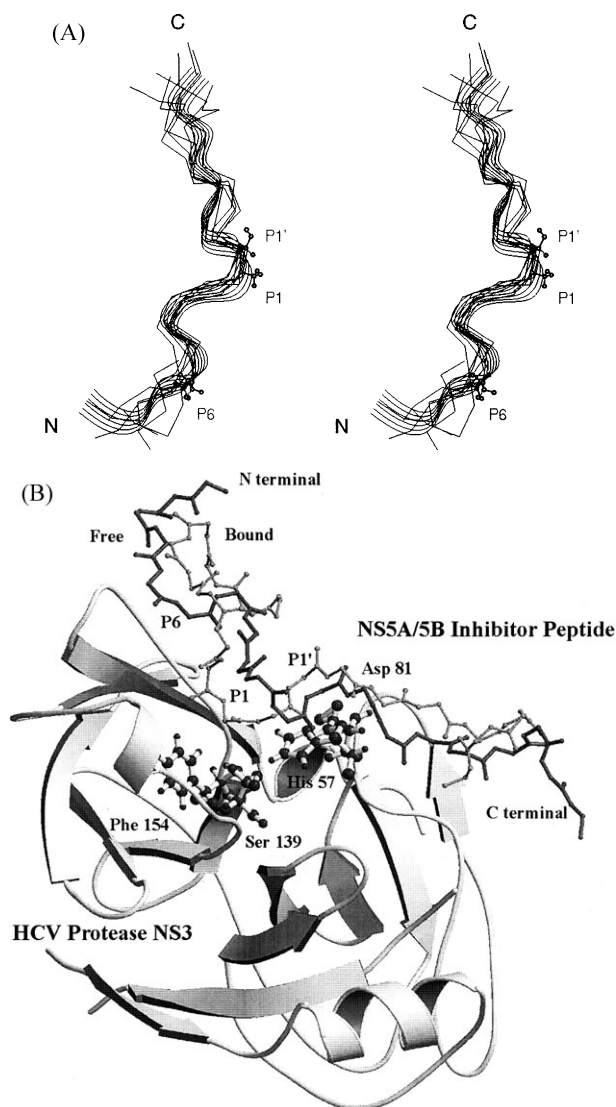 (A)
C
C
P1'
P1
P6
N
P1'
P1
P6
N
(B)
N terminal
Free
Bound
P6
NS5A/5B Inhibitor Peptide
P1'
Asp 81
P1
His 57
C terminal
Phe 154
Ser 139
HCV Protease NS3